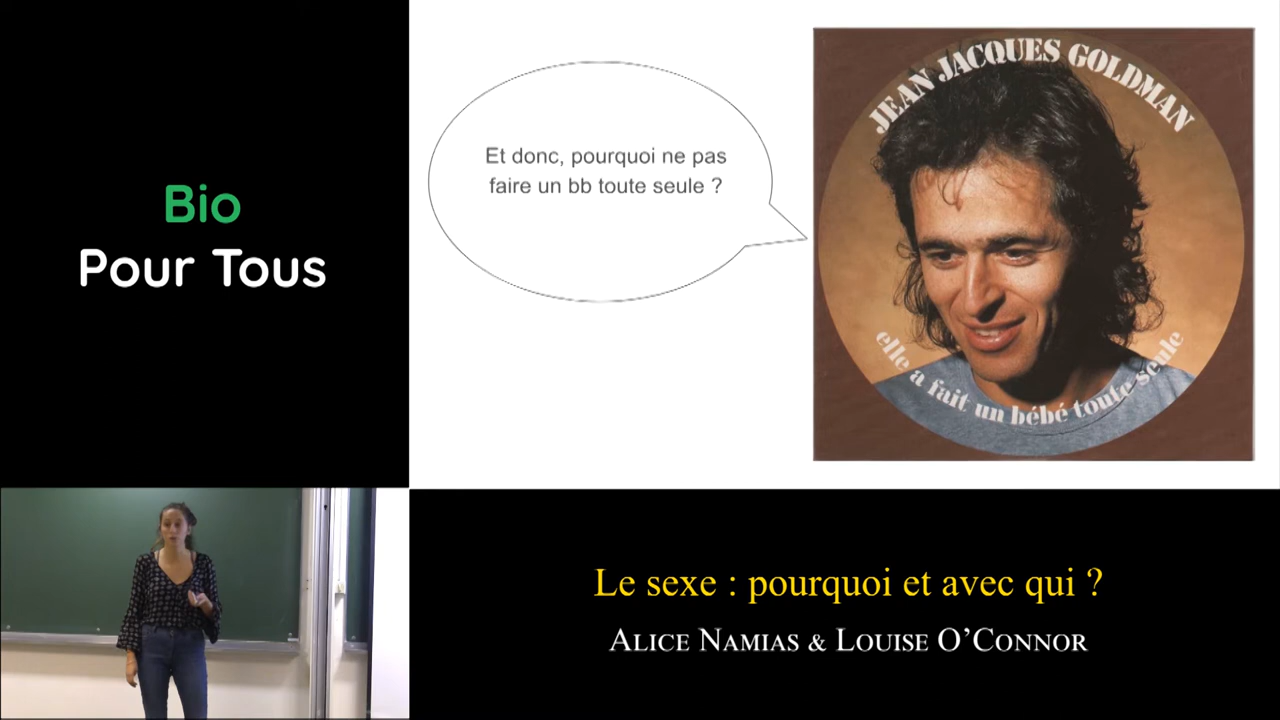 Bio
Pour Tous
Et donc, pourquoi ne pas
faire un bb toute seule ?
JEAN JACQUES GOLDMAN
elle a fait un bébé toute seule
Le sexe : pourquoi et avec qui ?
ALICE NAMIAS & LOUISE O’CONNOR